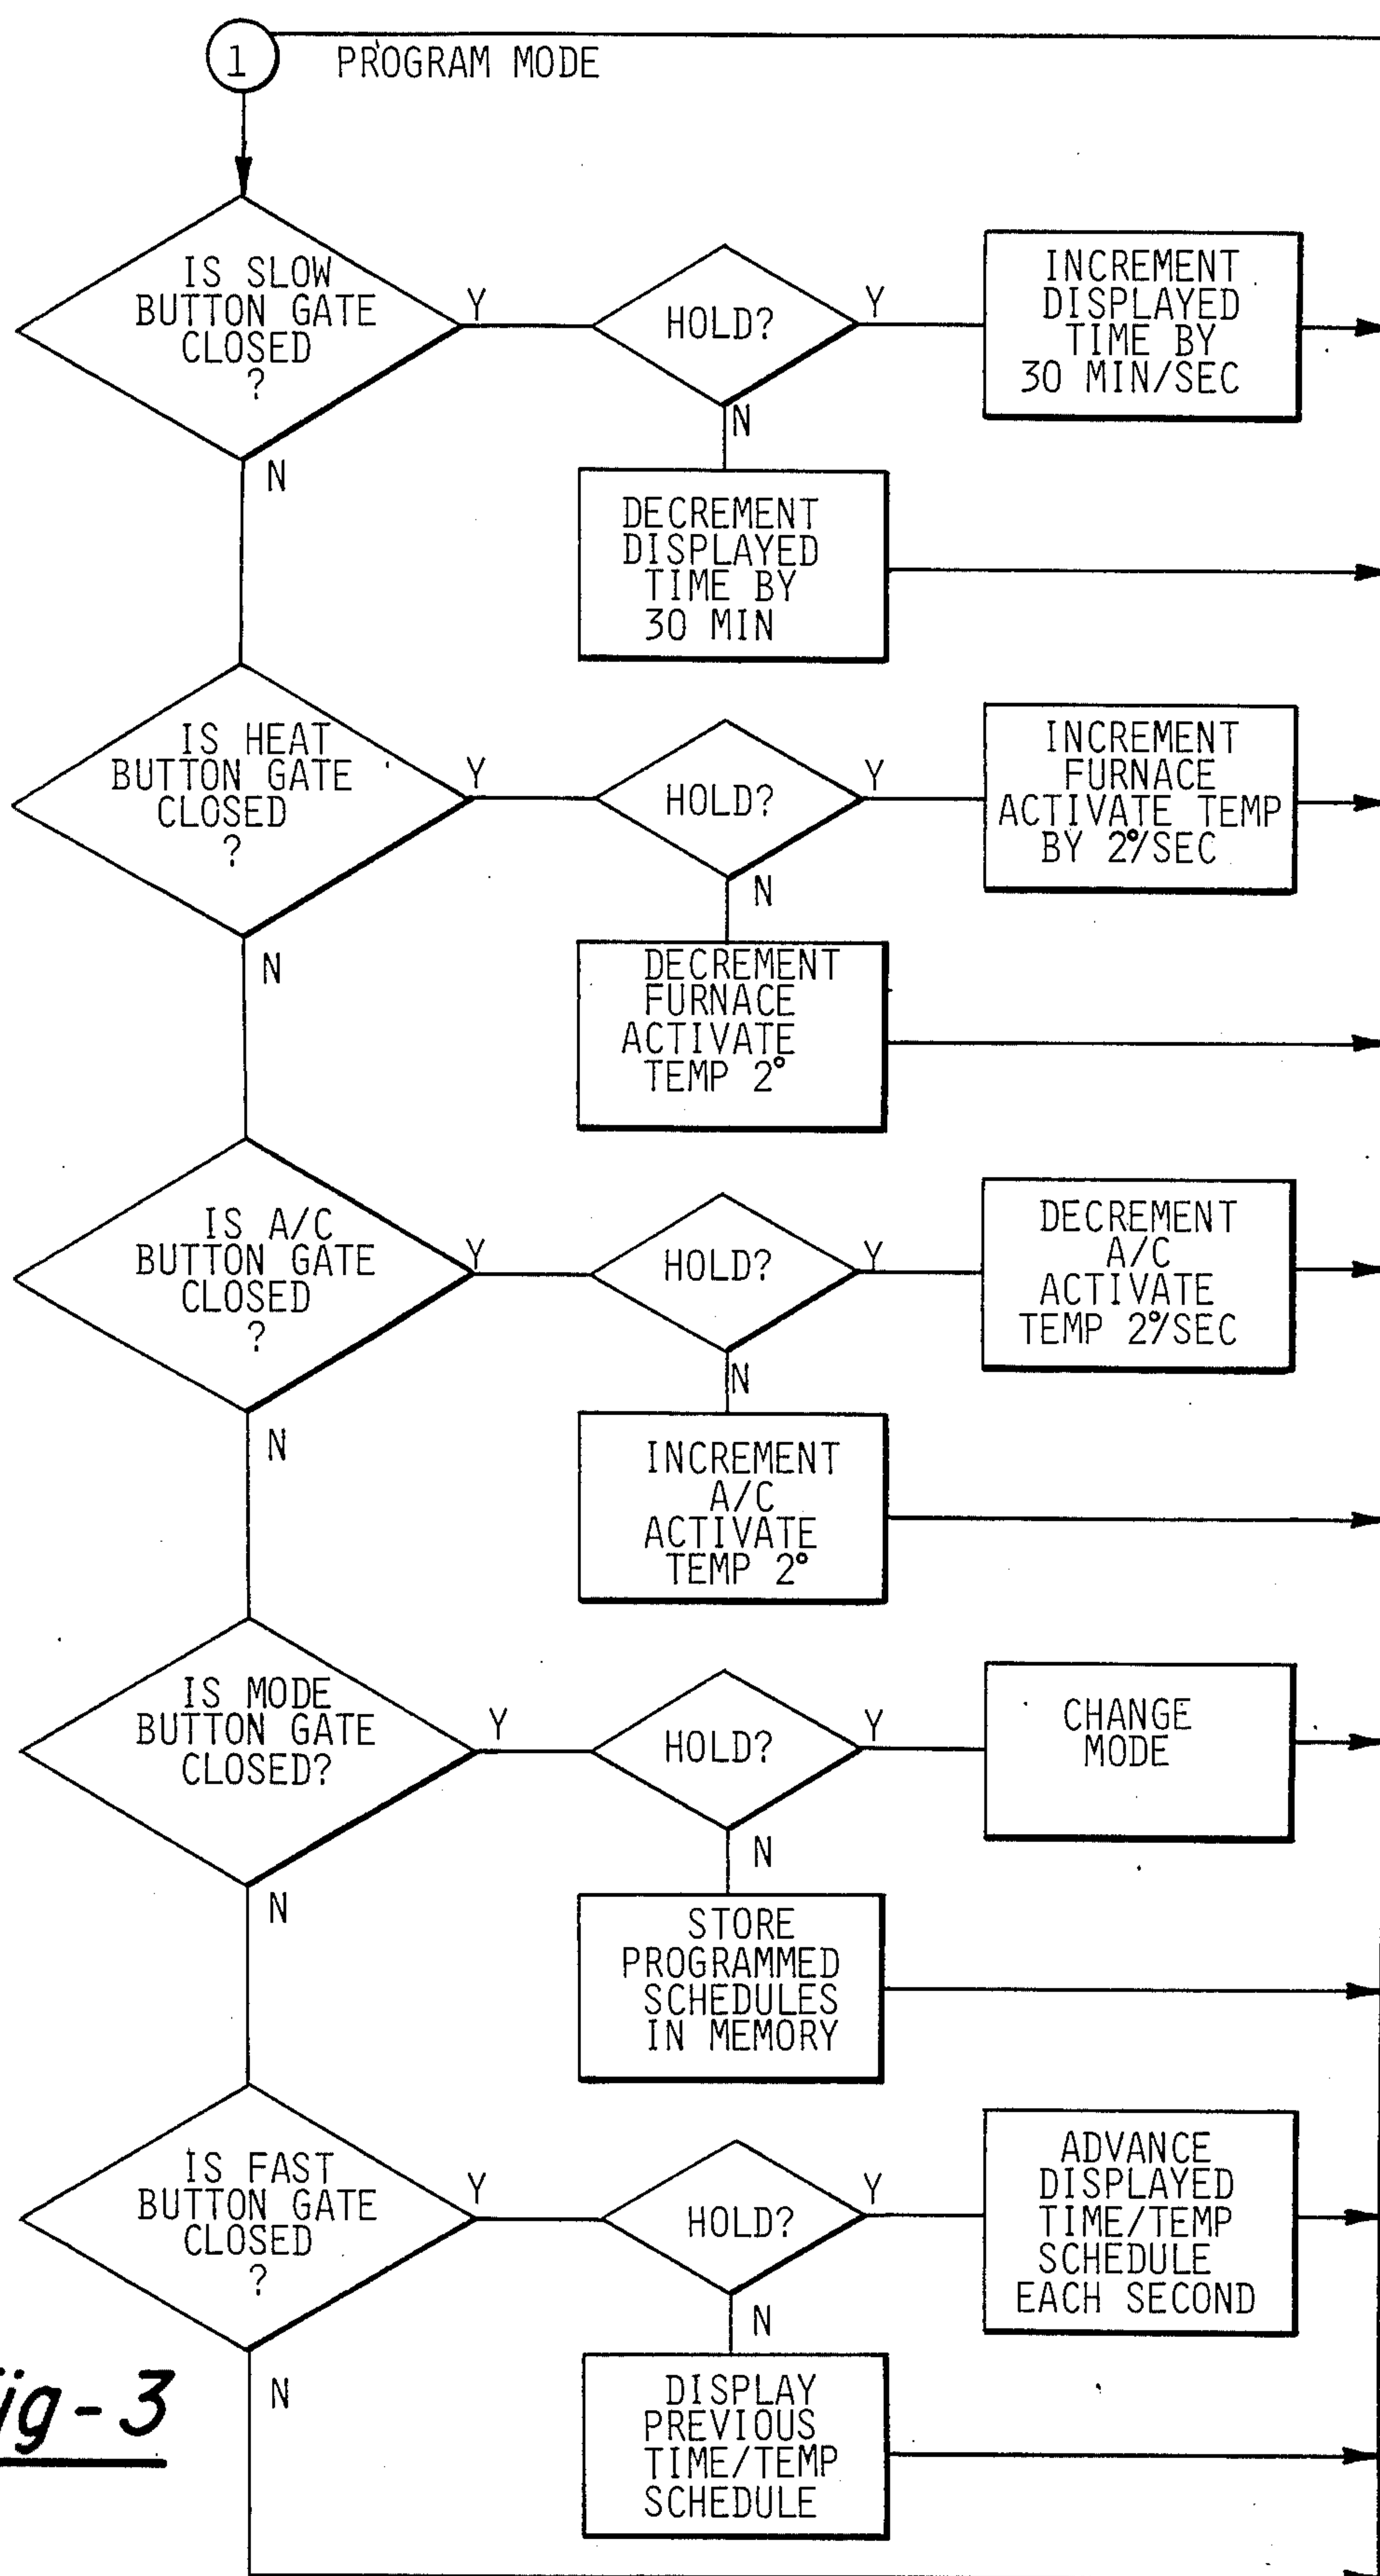 1 PROGRAM MODE
IS SLOW
BUTTON GATE
CLOSED
?
Y
N
HOLD?
Y
N
INCREMENT
DISPLAYED
TIME BY
30 MIN/SEC
DECREMENT
DISPLAYED
TIME BY
30 MIN
IS HEAT
BUTTON GATE
CLOSED
?
Y
N
HOLD?
Y
N
INCREMENT
FURNACE
ACTIVATE TEMP
BY 2°/SEC
DECREMENT
FURNACE
ACTIVATE
TEMP 2°
IS A/C
BUTTON GATE
CLOSED
?
Y
N
HOLD?
Y
N
DECREMENT
A/C
ACTIVATE
TEMP 2°/SEC
INCREMENT
A/C
ACTIVATE
TEMP 2°
IS MODE
BUTTON GATE
CLOSED?
Y
N
HOLD?
Y
N
CHANGE
MODE
STORE
PROGRAMMED
SCHEDULES
IN MEMORY
IS FAST
BUTTON GATE
CLOSED
?
Y
N
HOLD?
Y
N
ADVANCE
DISPLAYED
TIME/TEMP
SCHEDULE
EACH SECOND
DISPLAY
PREVIOUS
TIME/TEMP
SCHEDULE
ig-3